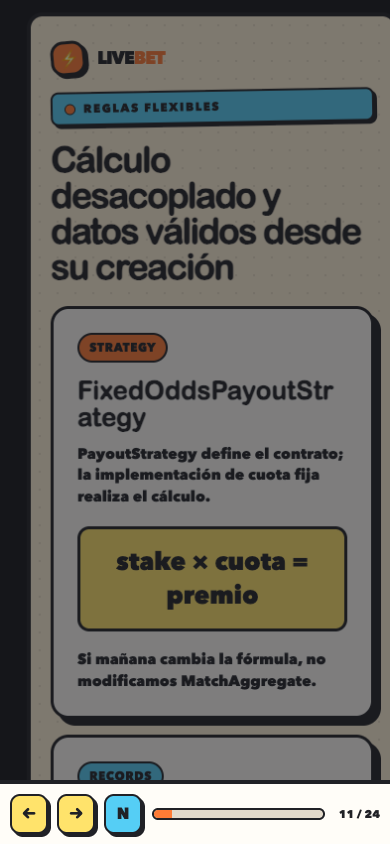 LIVEBET
REGLAS FLEXIBLES
Cálculo
desacoplado y
datos válidos desde
su creación
STRATEGY
FixedOddsPayoutStr
ategy
PayoutStrategy define el contrato;
la implementación de cuota fija
realiza el cálculo.
stake × cuota =
premio
Si mañana cambia la fórmula, no
modificamos MatchAggregate.
RECORDS
← → N 11 / 24